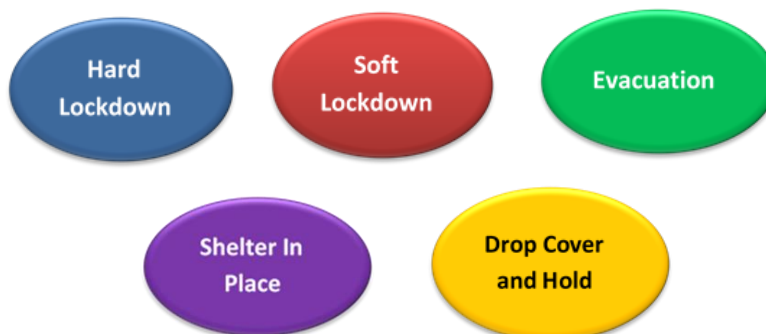 Hard
Lockdown
Soft
Lockdown
Evacuation
Shelter In
Place
Drop Cover
and Hold